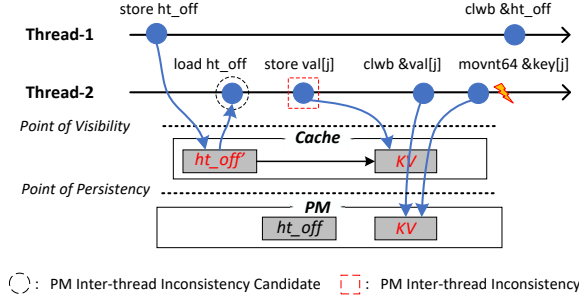 store ht_off clwb &ht_off
Thread-1
load ht_off store val[j] clwb &val[j] movnt64 &key[j]
Thread-2
Point of Visibility
Cache
ht_off' KV
Point of Persistency
PM
ht_off KV
: PM Inter-thread Inconsistency Candidate : PM Inter-thread Inconsistency